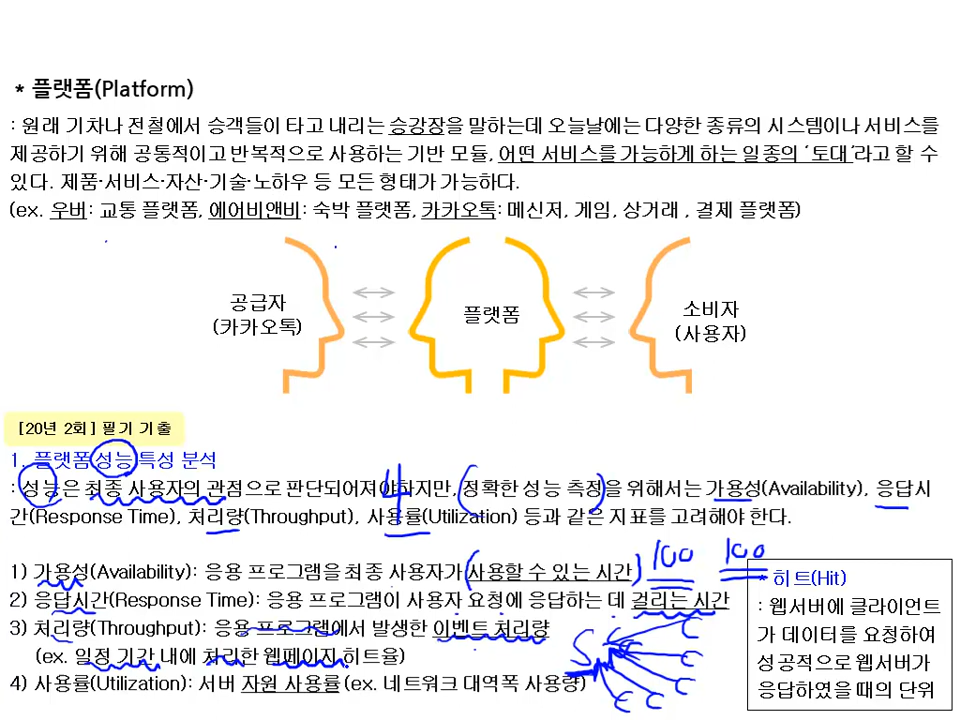 * 플랫폼(Platform)
: 원래 기차나 전철에서 승객들이 타고 내리는 승강장을 말하는데 오늘날에는 다양한 종류의 시스템이나 서비스를
제공하기 위해 공통적이고 반복적으로 사용하는 기반 모듈, 어떤 서비스를 가능하게 하는 일종의 ‘토대’라고 할 수
있다. 제품·서비스·자산·기술·노하우 등 모든 형태가 가능하다.
(ex. 우버: 교통 플랫폼, 에어비앤비: 숙박 플랫폼, 카카오톡: 메신저, 게임, 상거래 , 결제 플랫폼)
공급자
(카카오톡)
플랫폼
소비자
(사용자)
[20년 2회] 필기 기출
1. 플랫폼 성능 특성 분석
: 성능은 최종 사용자의 관점으로 판단되어져야하지만, 정확한 성능 측정을 위해서는 가용성(Availability), 응답시
간(Response Time), 처리량(Throughput), 사용률(Utilization) 등과 같은 지표를 고려해야 한다.
4
1) 가용성(Availability): 응용 프로그램을 최종 사용자가 사용할 수 있는 시간
100 100
2) 응답시간(Response Time): 응용 프로그램이 사용자 요청에 응답하는 데 걸리는 시간
3) 처리량(Throughput): 응용 프로그램에서 발생한 이벤트 처리량
(ex. 일정 기간 내에 처리한 웹페이지 히트율)
4) 사용률(Utilization): 서버 자원 사용률 (ex. 네트워크 대역폭 사용량)
S C C C C C
* 히트(Hit)
: 웹서버에 클라이언트
가 데이터를 요청하여
성공적으로 웹서버가
응답하였을 때의 단위